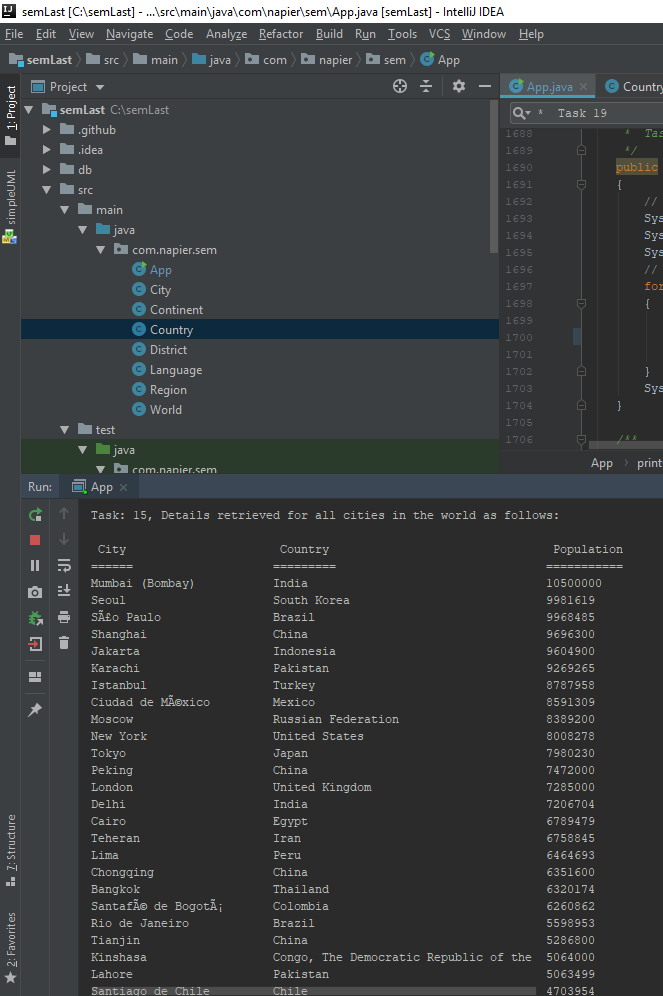 semLast [C:\semLast] - ...\src\main\java\com\napier\sem\App.java [semLast] - IntelliJ IDEA
File Edit View Navigate Code Analyze Refactor Build Run Tools VCS Window Help
semLast src main java com napier sem App
Project
App.java
Country
1: Project
simpleUML
7: Structure
2: Favorites
semLast C:\semLast
.github
.idea
db
src
main
java
com.napier.sem
App
City
Continent
Country
District
Language
Region
World
test
java
com.napier.sem
* Task 19
1688 * Tas
1689 */
1690 public
1691 {
1692 //
1693 Sys
1694 Sys
1695 Sys
1696 //
1697 for
1698 {
1699
1700
1701
1702 }
1703 Sys
1704 }
1705
1706 /**
App print
Run: App
Task: 15, Details retrieved for all cities in the world as follows:
City Country Population
====== ========= ===========
Mumbai (Bombay) India 10500000
Seoul South Korea 9981619
SÃ£o Paulo Brazil 9968485
Shanghai China 9696300
Jakarta Indonesia 9604900
Karachi Pakistan 9269265
Istanbul Turkey 8787958
Ciudad de MÃ©xico Mexico 8591309
Moscow Russian Federation 8389200
New York United States 8008278
Tokyo Japan 7980230
Peking China 7472000
London United Kingdom 7285000
Delhi India 7206704
Cairo Egypt 6789479
Teheran Iran 6758845
Lima Peru 6464693
Chongqing China 6351600
Bangkok Thailand 6320174
SantafÃ© de BogotÃ¡ Colombia 6260862
Rio de Janeiro Brazil 5598953
Tianjin China 5286800
Kinshasa Congo, The Democratic Republic of the 5064000
Lahore Pakistan 5063499
Santiago de Chile Chile 4703954